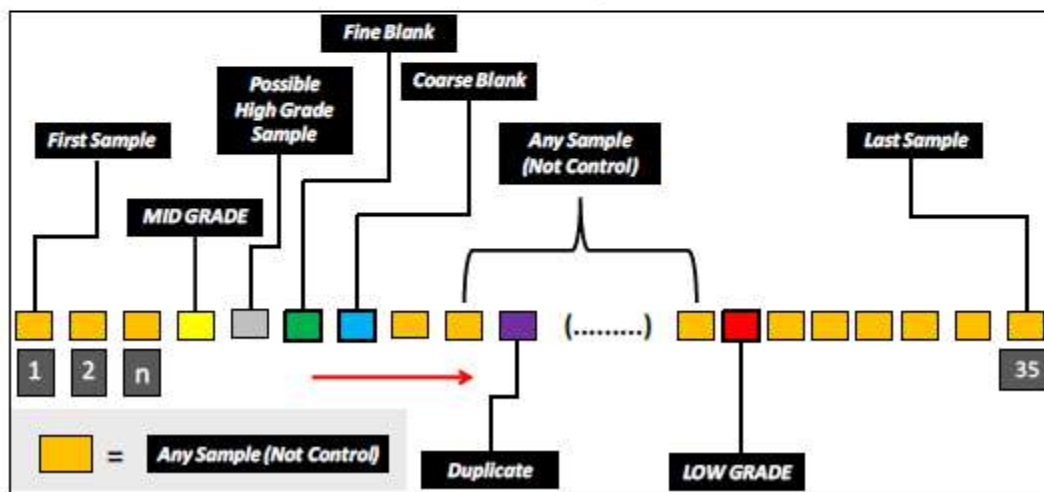 Fine Blank
Coarse Blank
Possible
High Grade
Sample
First Sample
Any Sample
(Not Control)
Last Sample
MID GRADE
(.........)
1
2
n
35
= Any Sample (Not Control)
Duplicate
LOW GRADE